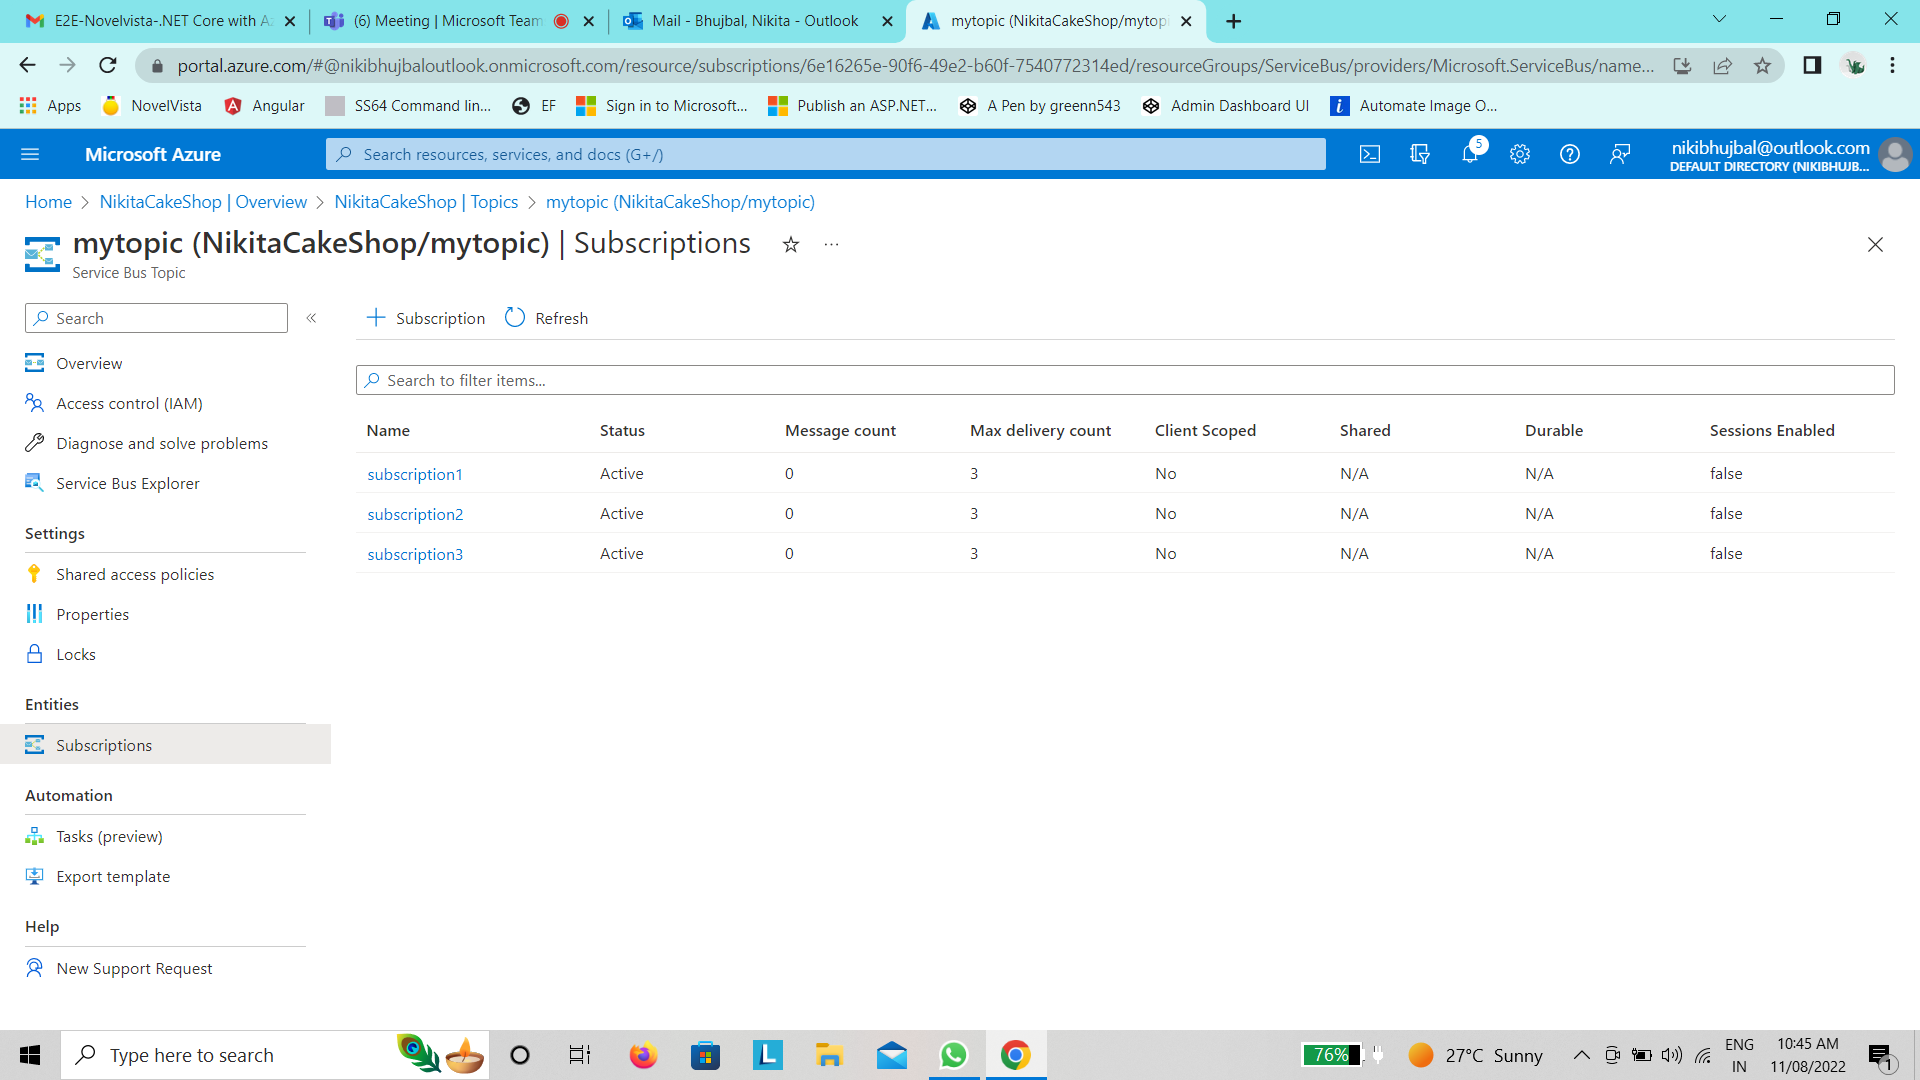 E2E-Novelvista-.NET Core with Az
(6) Meeting | Microsoft Team
Mail - Bhujbal, Nikita - Outlook
mytopic (NikitaCakeShop/mytopi
portal.azure.com/#@nikibhujbaloutlook.onmicrosoft.com/resource/subscriptions/6e16265e-90f6-49e2-b60f-7540772314ed/resourceGroups/ServiceBus/providers/Microsoft.ServiceBus/name...
Apps
NovelVista
Angular
SS64 Command lin...
EF
Sign in to Microsoft...
Publish an ASP.NET...
A Pen by greenn543
Admin Dashboard UI
Automate Image O...
Microsoft Azure
Search resources, services, and docs (G+/)
5
nikibhujbal@outlook.com
DEFAULT DIRECTORY (NIKIBHUJB...
Home > NikitaCakeShop | Overview > NikitaCakeShop | Topics > mytopic (NikitaCakeShop/mytopic)
mytopic (NikitaCakeShop/mytopic) | Subscriptions
Service Bus Topic
Search
Overview
Access control (IAM)
Diagnose and solve problems
Service Bus Explorer
Settings
Shared access policies
Properties
Locks
Entities
Subscriptions
Automation
Tasks (preview)
Export template
Help
New Support Request
Subscription
Refresh
Search to filter items...
Name Status Message count Max delivery count Client Scoped Shared Durable Sessions Enabled
subscription1 Active 0 3 No N/A N/A false
subscription2 Active 0 3 No N/A N/A false
subscription3 Active 0 3 No N/A N/A false
Type here to search
L
76%
27°C Sunny
ENG
IN
10:45 AM
11/08/2022
1